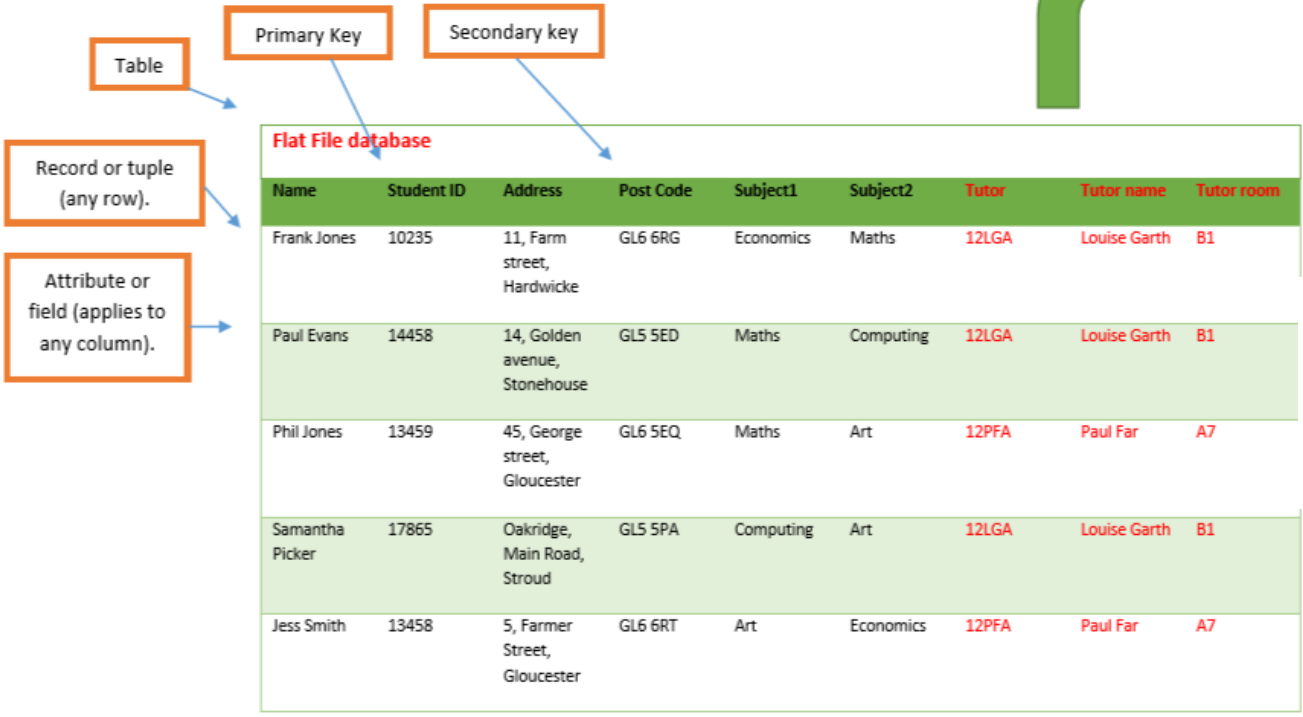 Primary Key
Secondary key
Table
Flat File database
Record or tuple
(any row).
Attribute or
field (applies to
any column).
Name Student ID Address Post Code Subject1 Subject2 Tutor Tutor name Tutor room
Frank Jones 10235 11, Farm GL6 6RG Economics Maths 12LGA Louise Garth B1
street,
Hardwicke
Paul Evans 14458 14, Golden GL5 5ED Maths Computing 12LGA Louise Garth B1
avenue,
Stonehouse
Phil Jones 13459 45, George GL6 5EQ Maths Art 12PFA Paul Far A7
street,
Gloucester
Samantha 17865 Oakridge, GL5 5PA Computing Art 12LGA Louise Garth B1
Picker Main Road,
Stroud
Jess Smith 13458 5, Farmer GL6 6RT Art Economics 12PFA Paul Far A7
Street,
Gloucester